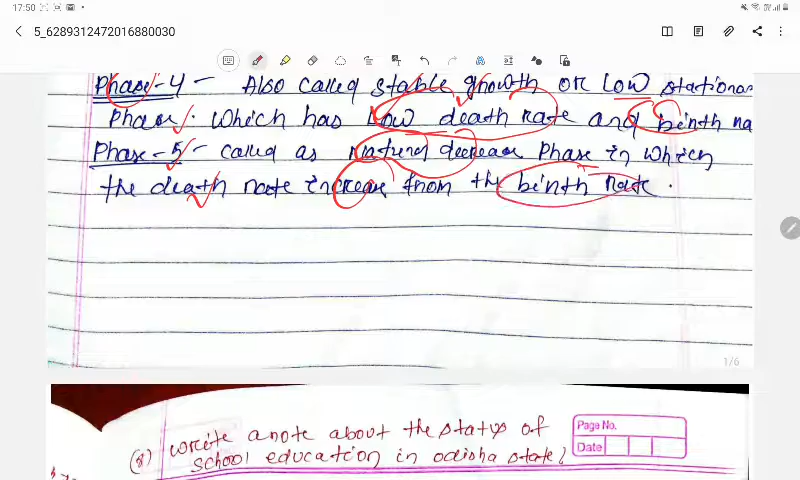 17:50
5_6289312472016880030
Phase-4 - Also called stable growth or Low stationar
Phase. Which has Low death rate and birth ra
Phase-5 - called as Natural decrease phase in which
the death rate increase from the birth rate.
1/6
(8) write a note about the status of
school education in odisha state?
Page No.
Date